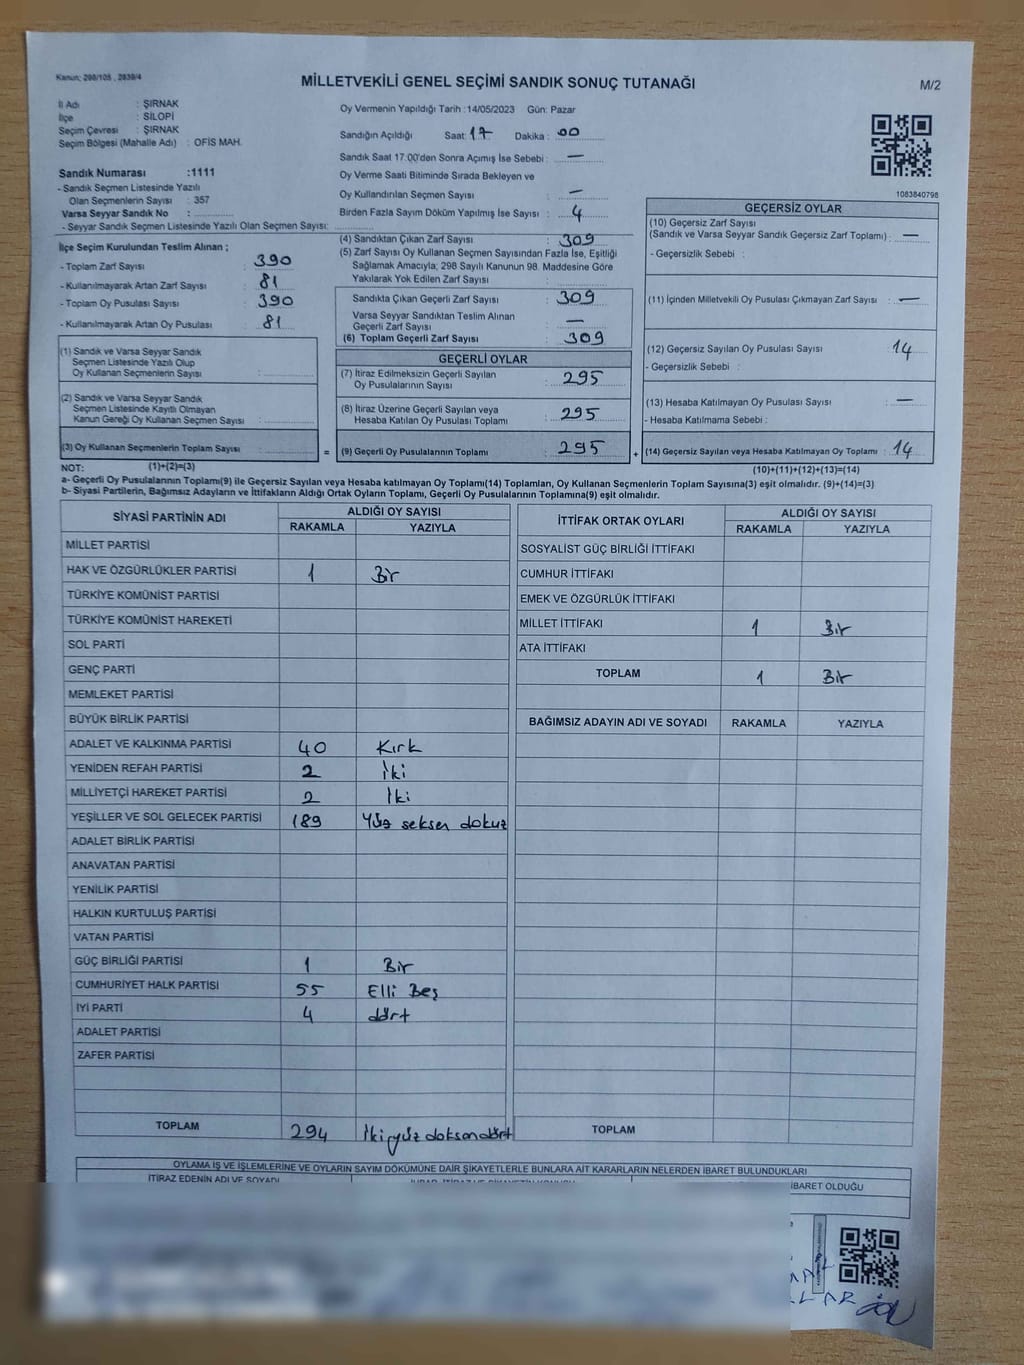 Kanun; 298/105 , 2839/4
MİLLETVEKİLİ GENEL SEÇİMİ SANDIK SONUÇ TUTANAĞI
M/2
İl Adı : ŞIRNAK
İlçe : SİLOPİ
Seçim Çevresi : ŞIRNAK
Seçim Bölgesi (Mahalle Adı) : OFİS MAH.
Sandık Numarası :1111
- Sandık Seçmen Listesinde Yazılı
Olan Seçmenlerin Sayısı : 357
Varsa Seyyar Sandık No :
- Seyyar Sandık Seçmen Listesinde Yazılı Olan Seçmen Sayısı:
İlçe Seçim Kurulundan Teslim Alınan ;
- Toplam Zarf Sayısı : 390
- Kullanılmayarak Artan Zarf Sayısı : 81
- Toplam Oy Pusulası Sayısı : 390
- Kullanılmayarak Artan Oy Pusulası : 81
Oy Vermenin Yapıldığı Tarih :14/05/2023 Gün: Pazar
Sandığın Açıldığı Saat: 17 Dakika : 00
Sandık Saat 17:00'den Sonra Açımış İse Sebebi : —
Oy Verme Saati Bitiminde Sırada Bekleyen ve
Oy Kullandırılan Seçmen Sayısı : —
Birden Fazla Sayım Döküm Yapılmış İse Sayısı : 4
(4) Sandıktan Çıkan Zarf Sayısı : 309
(5) Zarf Sayısı Oy Kullanan Seçmen Sayısından Fazla İse, Eşitliği
Sağlamak Amacıyla; 298 Sayılı Kanunun 98. Maddesine Göre
Yakılarak Yok Edilen Zarf Sayısı :
Sandıkta Çıkan Geçerli Zarf Sayısı : 309
Varsa Seyyar Sandıktan Teslim Alınan
Geçerli Zarf Sayısı : —
(6) Toplam Geçerli Zarf Sayısı : 309
1083840798
GEÇERSİZ OYLAR
(10) Geçersiz Zarf Sayısı
(Sandık ve Varsa Seyyar Sandık Geçersiz Zarf Toplamı) : —
- Geçersizlik Sebebi :
(11) İçinden Milletvekili Oy Pusulası Çıkmayan Zarf Sayısı : —
(12) Geçersiz Sayılan Oy Pusulası Sayısı : 14
- Geçersizlik Sebebi :
(13) Hesaba Katılmayan Oy Pusulası Sayısı : —
- Hesaba Katılmama Sebebi :
(1) Sandık ve Varsa Seyyar Sandık
Seçmen Listesinde Yazılı Olup
Oy Kullanan Seçmenlerin Sayısı :
(2) Sandık ve Varsa Seyyar Sandık
Seçmen Listesinde Kayıtlı Olmayan
Kanun Gereği Oy Kullanan Seçmen Sayısı :
GEÇERLİ OYLAR
(7) İtiraz Edilmeksizin Geçerli Sayılan
Oy Pusulalarının Sayısı : 295
(8) İtiraz Üzerine Geçerli Sayılan veya
Hesaba Katılan Oy Pusulası Toplamı : 295
(3) Oy Kullanan Seçmenlerin Toplam Sayısı : = (9) Geçerli Oy Pusulalarının Toplamı : 295 + (14) Geçersiz Sayılan veya Hesaba Katılmayan Oy Toplamı : 14
NOT: (1)+(2)=(3) (10)+(11)+(12)+(13)=(14)
a- Geçerli Oy Pusulaları Toplamı(9) ile Geçersiz Sayılan veya Hesaba katılmayan Oy Toplamı(14) Toplamları, Oy Kullanan Seçmenlerin Toplam Sayısına(3) eşit olmalıdır. (9)+(14)=(3)
b- Siyasi Partilerin, Bağımsız Adayların ve İttifakların Aldığı Ortak Oyların Toplamı, Geçerli Oy Pusulalarının Toplamına(9) eşit olmalıdır.
SİYASİ PARTİNİN ADI ALDIĞI OY SAYISI
RAKAMLA YAZIYLA
MİLLET PARTİSİ
HAK VE ÖZGÜRLÜKLER PARTİSİ 1 Bir
TÜRKİYE KOMÜNİST PARTİSİ
TÜRKİYE KOMÜNİST HAREKETİ
SOL PARTİ
GENÇ PARTİ
MEMLEKET PARTİSİ
BÜYÜK BİRLİK PARTİSİ
ADALET VE KALKINMA PARTİSİ 40 Kırk
YENİDEN REFAH PARTİSİ 2 İki
MİLLİYETÇİ HAREKET PARTİSİ 2 İki
YEŞİLLER VE SOL GELECEK PARTİSİ 189 Yüz seksen dokuz
ADALET BİRLİK PARTİSİ
ANAVATAN PARTİSİ
YENİLİK PARTİSİ
HALKIN KURTULUŞ PARTİSİ
VATAN PARTİSİ
GÜÇ BİRLİĞİ PARTİSİ 1 Bir
CUMHURİYET HALK PARTİSİ 55 Elli Beş
İYİ PARTİ 4 dört
ADALET PARTİSİ
ZAFER PARTİSİ
TOPLAM 294 İkiyüz doksandört
İTTİFAK ORTAK OYLARI ALDIĞI OY SAYISI
RAKAMLA YAZIYLA
SOSYALİST GÜÇ BİRLİĞİ İTTİFAKI
CUMHUR İTTİFAKI
EMEK VE ÖZGÜRLÜK İTTİFAKI
MİLLET İTTİFAKI 1 Bir
ATA İTTİFAKI
TOPLAM 1 Bir
BAĞIMSIZ ADAYIN ADI VE SOYADI RAKAMLA YAZIYLA
TOPLAM
OYLAMA İŞ VE İŞLEMLERİNE VE OYLARIN SAYIM DÖKÜMÜNE DAİR ŞİKAYETLERLE BUNLARA AİT KARARLARIN NELERDEN İBARET BULUNDUKLARI
İTİRAZ EDENİN ADI VE SOYADI
İBARET OLDUĞU